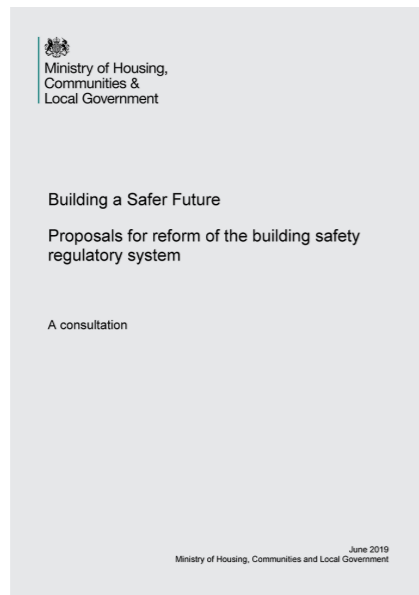 Ministry of Housing,
Communities &
Local Government
Building a Safer Future
Proposals for reform of the building safety
regulatory system
A consultation
June 2019
Ministry of Housing, Communities and Local Government